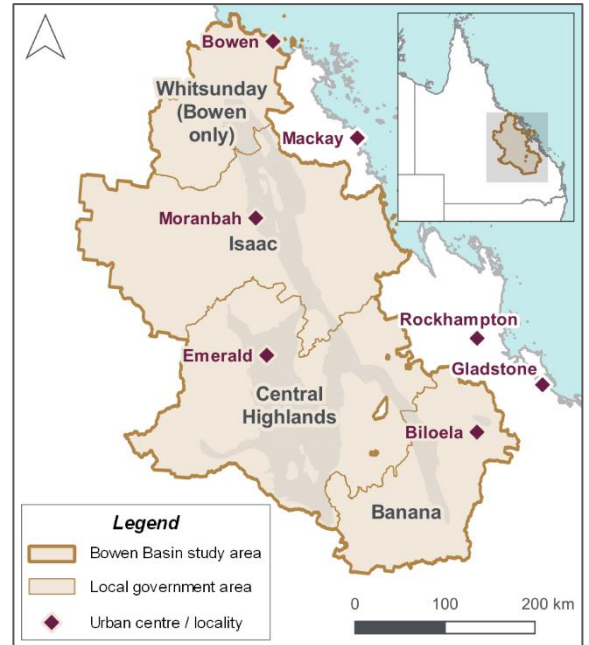 Bowen
Whitsunday
(Bowen
only)
Mackay
Moranbah
Isaac
Rockhampton
Emerald
Gladstone
Central
Highlands
Biloela
Banana
Legend
Bowen Basin study area
Local government area
Urban centre / locality
0 100 200 km